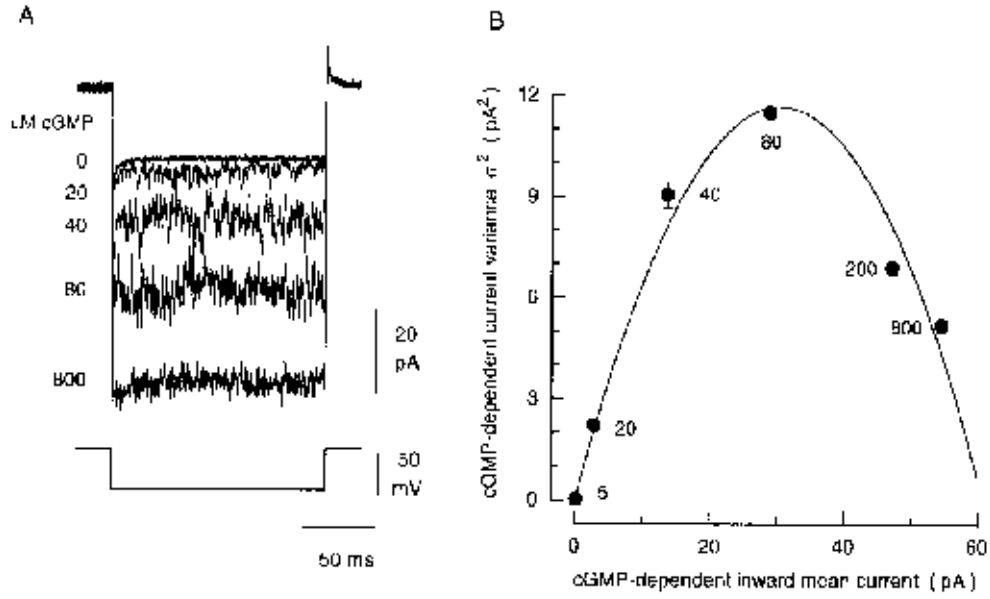 A
µM cGMP
0
20
40
80
800
20
pA
50
mV
50 ms
B
cGMP-dependent current variance σ² (pA²)
12
9
6
3
0
5
20
40
80
200
800
0
20
40
60
cGMP-dependent inward mean current (pA)